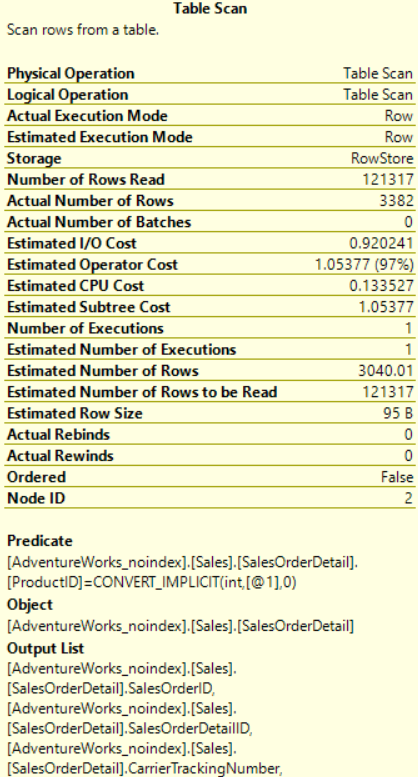 Table Scan
Scan rows from a table.
Physical Operation Table Scan
Logical Operation Table Scan
Actual Execution Mode Row
Estimated Execution Mode Row
Storage RowStore
Number of Rows Read 121317
Actual Number of Rows 3382
Actual Number of Batches 0
Estimated I/O Cost 0.920241
Estimated Operator Cost 1.05377 (97%)
Estimated CPU Cost 0.133527
Estimated Subtree Cost 1.05377
Number of Executions 1
Estimated Number of Executions 1
Estimated Number of Rows 3040.01
Estimated Number of Rows to be Read 121317
Estimated Row Size 95 B
Actual Rebinds 0
Actual Rewinds 0
Ordered False
Node ID 2
Predicate
[AdventureWorks_noindex].[Sales].[SalesOrderDetail].
[ProductID]=CONVERT_IMPLICIT(int,[@1],0)
Object
[AdventureWorks_noindex].[Sales].[SalesOrderDetail]
Output List
[AdventureWorks_noindex].[Sales].
[SalesOrderDetail].SalesOrderID,
[AdventureWorks_noindex].[Sales].
[SalesOrderDetail].SalesOrderDetailID,
[AdventureWorks_noindex].[Sales].
[SalesOrderDetail].CarrierTrackingNumber,